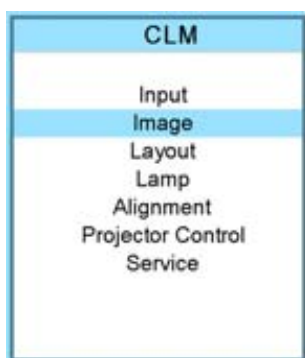 CLM
Input
Image
Layout
Lamp
Alignment
Projector Control
Service